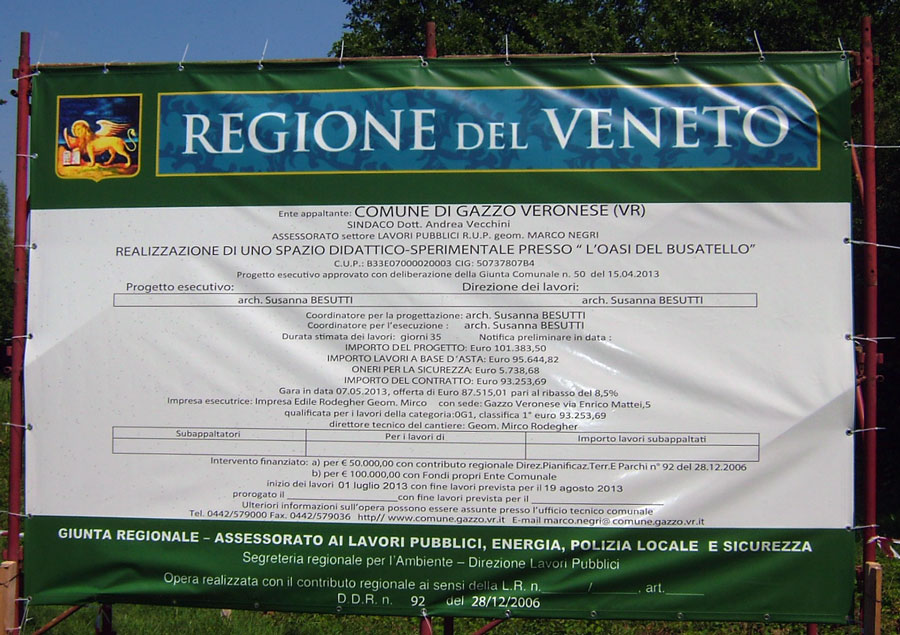 REGIONE DEL VENETO
Ente appaltante: COMUNE DI GAZZO VERONESE (VR)
SINDACO Dott. Andrea Vecchini
ASSESSORATO settore LAVORI PUBBLICI R.U.P. geom. MARCO NEGRI
REALIZZAZIONE DI UNO SPAZIO DIDATTICO-SPERIMENTALE PRESSO “ L’OASI DEL BUSATELLO”
C.U.P.: B33E07000020003 CIG: 50737807B4
Progetto esecutivo approvato con deliberazione della Giunta Comunale n. 50 del 15.04.2013
Progetto esecutivo: Direzione dei lavori:
arch. Susanna BESUTTI arch. Susanna BESUTTI
Coordinatore per la progettazione: arch. Susanna BESUTTI
Coordinatore per l’esecuzione : arch. Susanna BESUTTI
Durata stimata dei lavori: giorni 35 Notifica preliminare in data :
IMPORTO DEL PROGETTO: Euro 101.383,50
IMPORTO LAVORI A BASE D’ASTA: Euro 95.644,82
ONERI PER LA SICUREZZA: Euro 5.738,68
IMPORTO DEL CONTRATTO: Euro 93.253,69
Gara in data 07.05.2013, offerta di Euro 87.515,01 pari al ribasso del 8,5%
Impresa esecutrice: Impresa Edile Rodegher Geom. Mirco con sede: Gazzo Veronese via Enrico Mattei,5
qualificata per i lavori della categoria:0G1, classifica 1° euro 93.253,69
direttore tecnico del cantiere: Geom. Mirco Rodegher
Subappaltatori Per i lavori di Importo lavori subappaltati
Intervento finanziato: a) per € 50.000,00 con contributo regionale Direz.Pianificaz.Terr.E Parchi n° 92 del 28.12.2006
b) per € 100.000,00 con Fondi propri Ente Comunale
inizio dei lavori 01 luglio 2013 con fine lavori prevista per il 19 agosto 2013
prorogato il ____________________con fine lavori prevista per il ____________________
Ulteriori informazioni sull’opera possono essere assunte presso l’ufficio tecnico comunale
Tel. 0442/579000 Fax. 0442/579036 http// www.comune.gazzo.vr.it E-mail marco.negri@ comune.gazzo.vr.it
GIUNTA REGIONALE – ASSESSORATO AI LAVORI PUBBLICI, ENERGIA, POLIZIA LOCALE E SICUREZZA
Segreteria regionale per l’Ambiente – Direzione Lavori Pubblici
Opera realizzata con il contributo regionale ai sensi della L.R. n.______/______, art.____
D.D.R. n. 92 del 28/12/2006